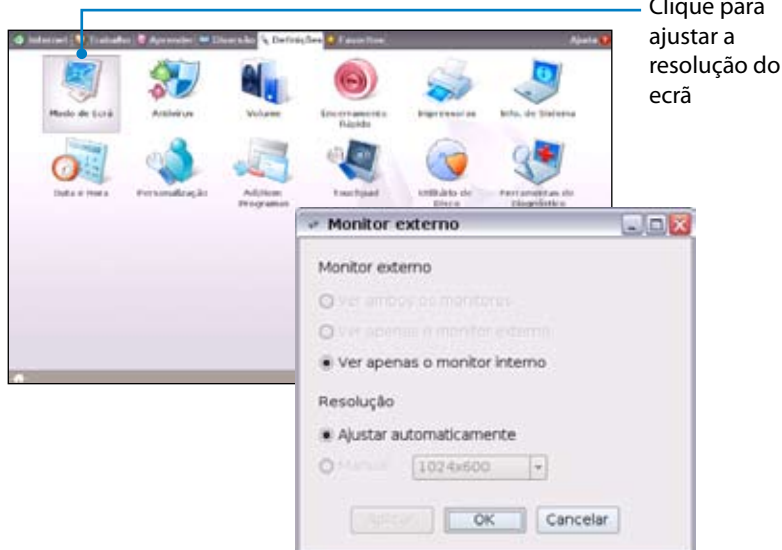 Clique para
ajustar a
resolução do
ecrã
Internet Trabalho Aprender Diversão Definições Favoritos Ajuda
Modo de Ecrã Antivírus Volume Encerramento Impressoras Info. de Sistema
Rápido
Data e Hora Personalização Add/Rem Touchpad Utilitário de Ferramentas de
Programas Disco Diagnóstico
Monitor externo
Monitor externo
Ver ambos os monitores
Ver apenas o monitor externo
Ver apenas o monitor interno
Resolução
Ajustar automaticamente
Manual 1024x600
Aplicar OK Cancelar